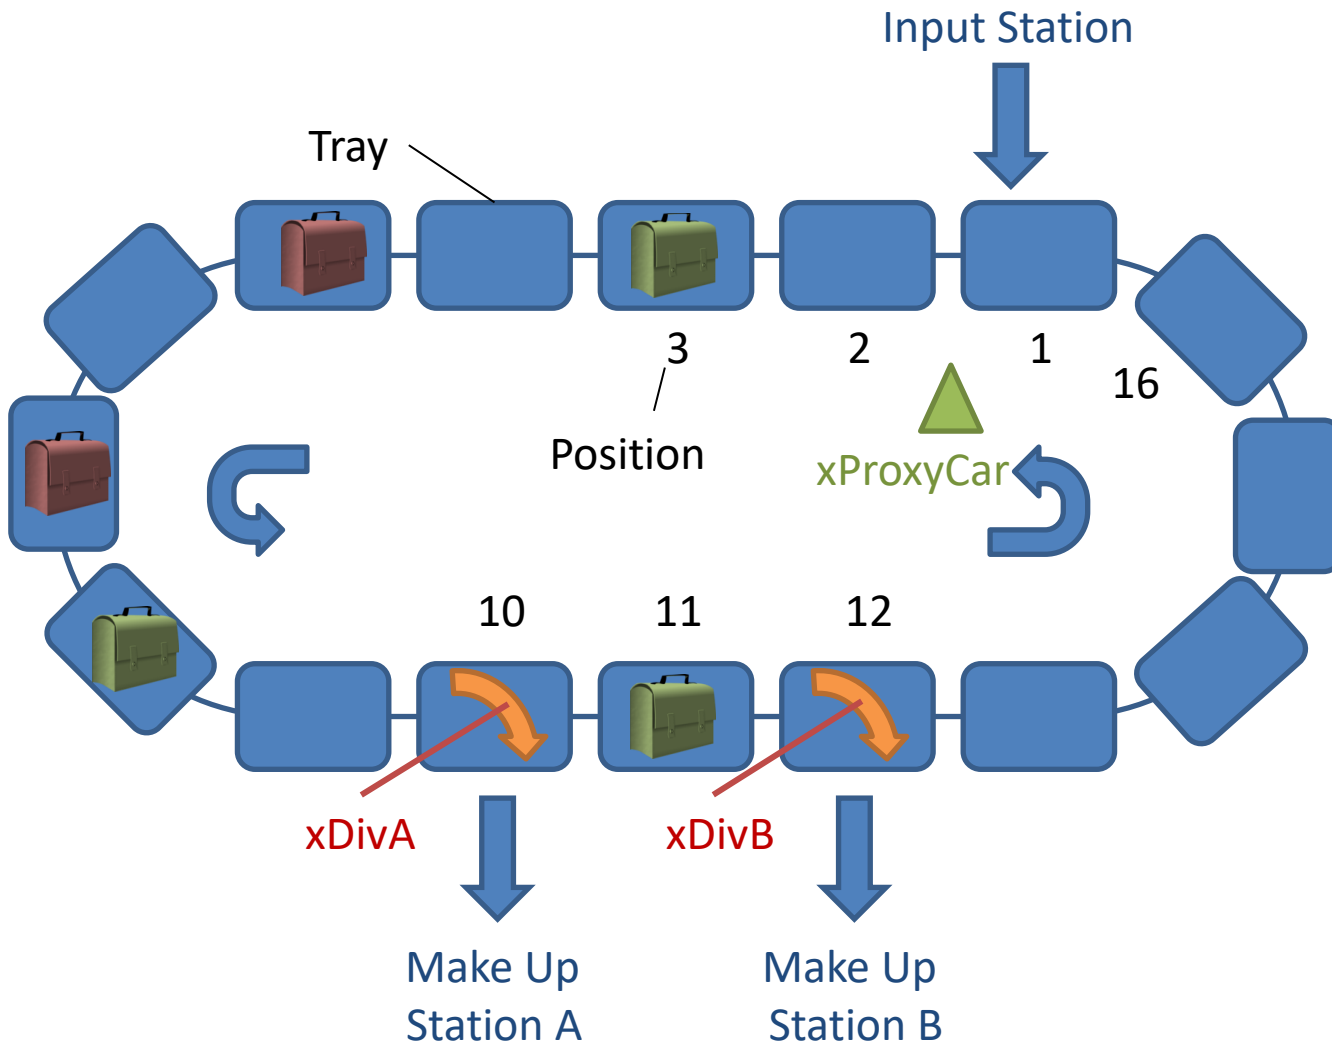 Input Station
Tray
3
2
1
16
Position
xProxyCar
10
11
12
xDivA
xDivB
Make Up
Station A
Make Up
Station B